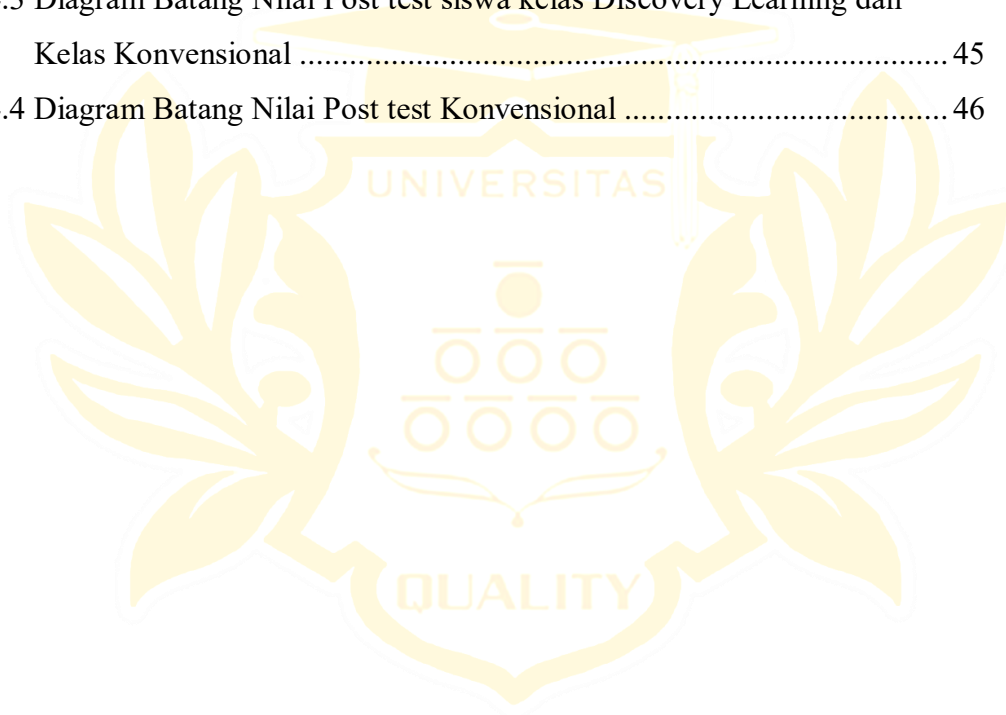 .3 Diagram Batang Nilai Post test siswa kelas Discovery Learning dan
Kelas Konvensional ............................................................................... 45
.4 Diagram Batang Nilai Post test Konvensional ....................................... 46
UNIVERSITAS
QUALITY